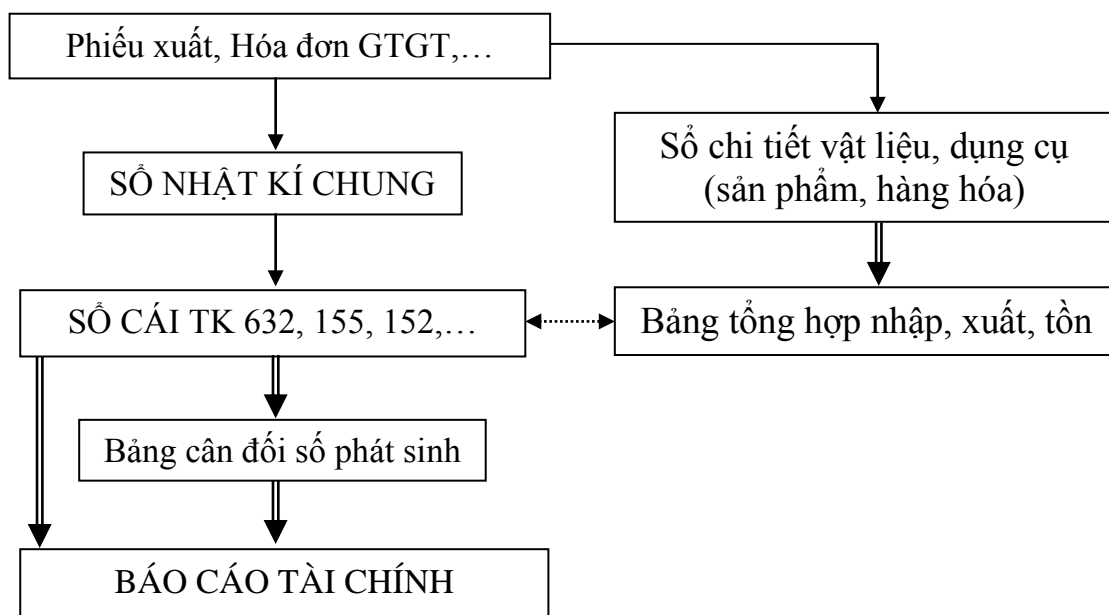 Phiếu xuất, Hóa đơn GTGT,…
Sổ chi tiết vật liệu, dụng cụ
(sản phẩm, hàng hóa)
SỔ NHẬT KÍ CHUNG
SỔ CÁI TK 632, 155, 152,…
Bảng tổng hợp nhập, xuất, tồn
Bảng cân đối số phát sinh
BÁO CÁO TÀI CHÍNH